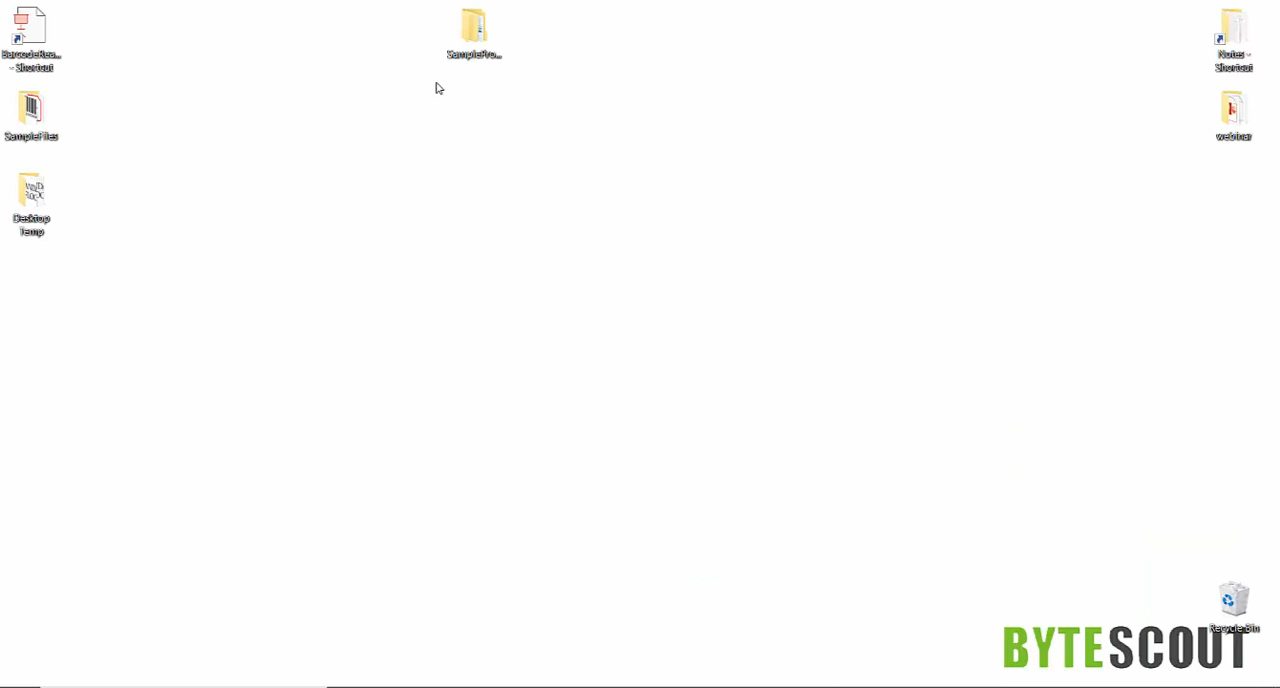 BarcodeRea...
- Shortcut
SampleFiles
Desktop
Temp
SamplePro...
Notes -
Shortcut
webinar
Recycle Bin
BYTESCOUT